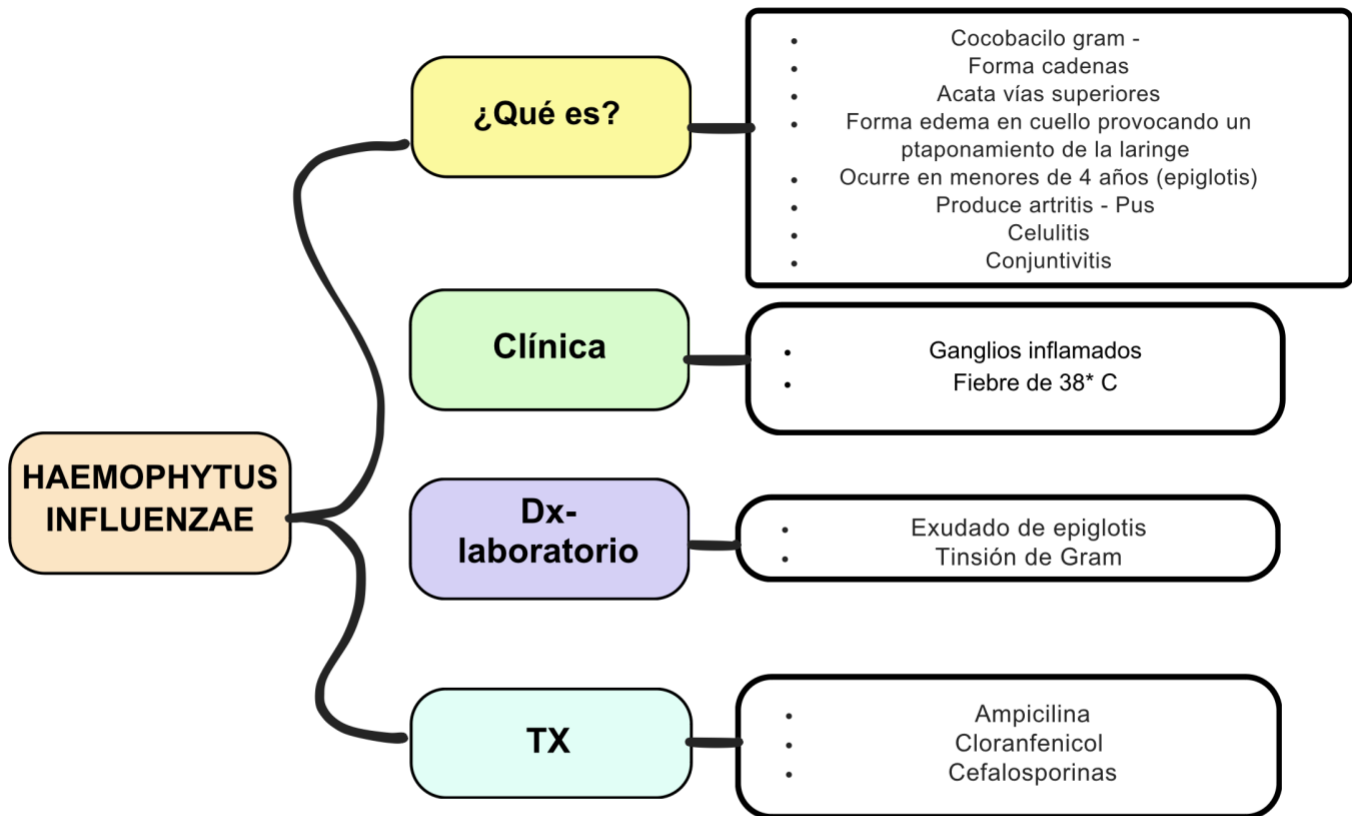 HAEMOPHYTUS
INFLUENZAE
¿Qué es?
• Cocobacilo gram -
• Forma cadenas
• Acata vías superiores
• Forma edema en cuello provocando un
ptaponamiento de la laringe
• Ocurre en menores de 4 años (epiglotis)
• Produce artritis - Pus
• Celulitis
• Conjuntivitis
Clínica
• Ganglios inflamados
• Fiebre de 38* C
Dx-
laboratorio
• Exudado de epiglotis
• Tinsión de Gram
TX
• Ampicilina
• Cloranfenicol
• Cefalosporinas